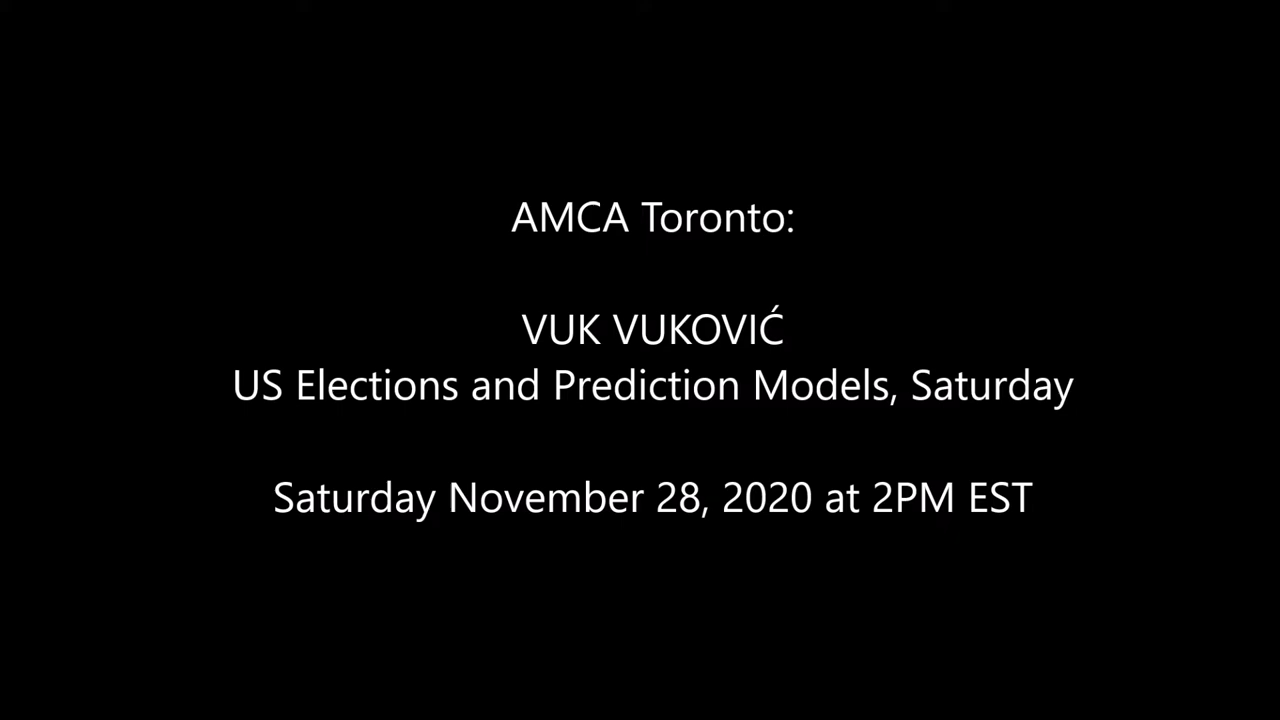 AMCA Toronto:
VUK VUKOVIĆ
US Elections and Prediction Models, Saturday
Saturday November 28, 2020 at 2PM EST